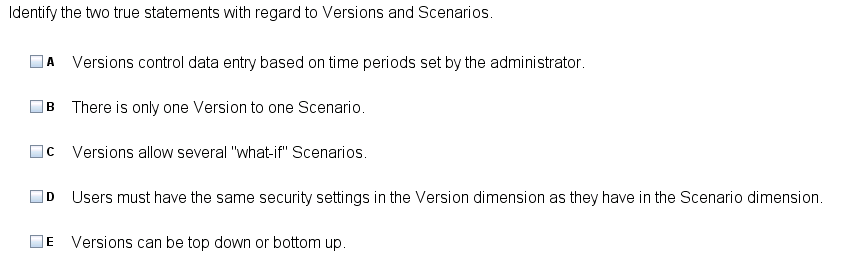 Identify the two true statements with regard to Versions and Scenarios.
A Versions control data entry based on time periods set by the administrator.
B There is only one Version to one Scenario.
C Versions allow several "what-if" Scenarios.
D Users must have the same security settings in the Version dimension as they have in the Scenario dimension.
E Versions can be top down or bottom up.